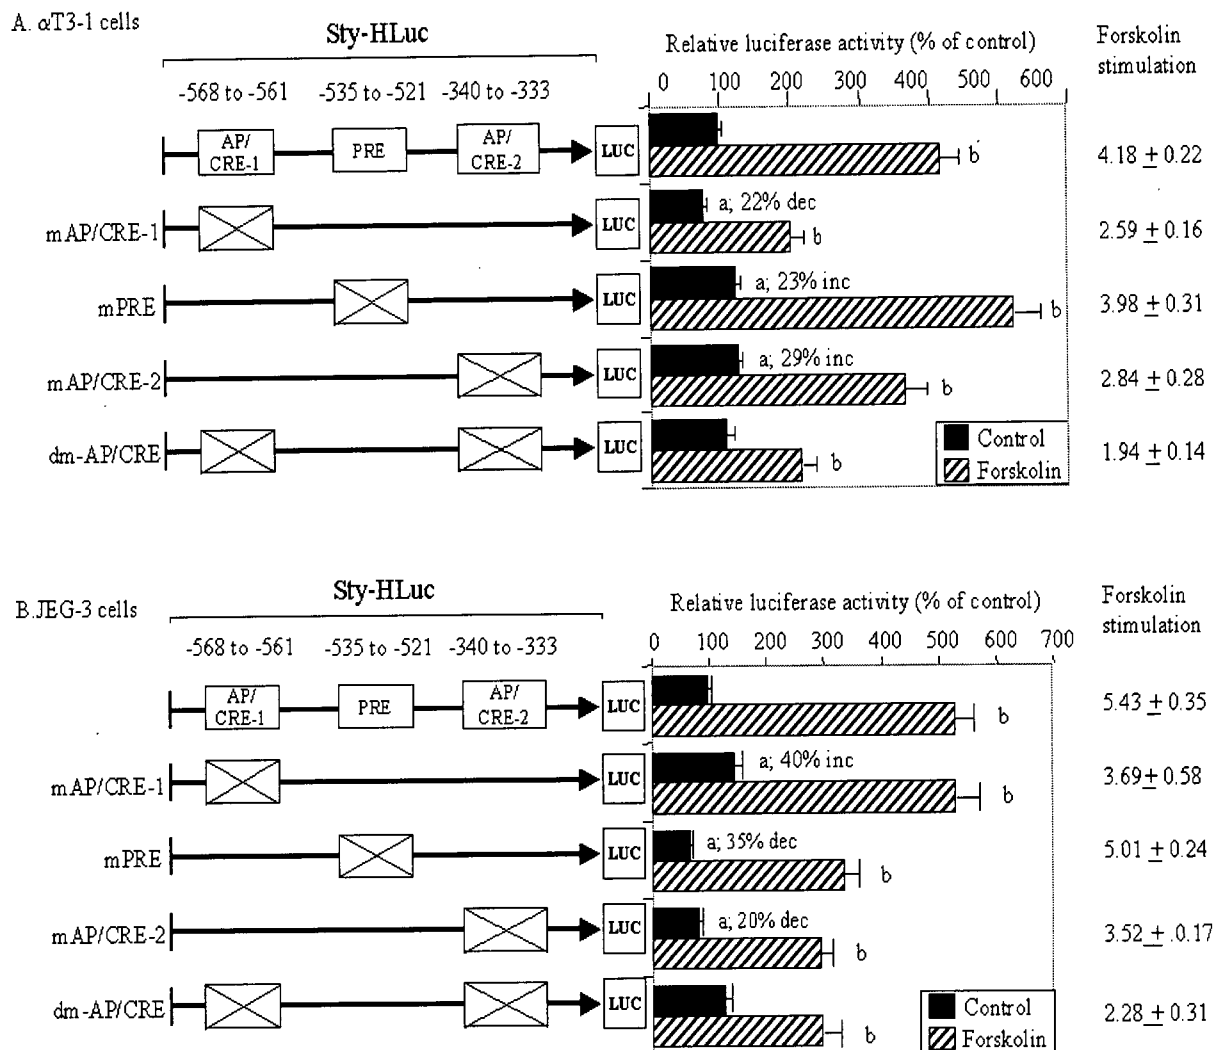 A. αT3-1 cells
Sty-HLuc
Relative luciferase activity (% of control)
Forskolin
stimulation
-568 to -561 -535 to -521 -340 to -333
0 100 200 300 400 500 600
AP/
CRE-1
PRE
AP/
CRE-2
LUC
b
4.18 ± 0.22
mAP/CRE-1
LUC
a; 22% dec
b
2.59 ± 0.16
mPRE
LUC
a; 23% inc
b
3.98 ± 0.31
mAP/CRE-2
LUC
a; 29% inc
b
2.84 ± 0.28
dm-AP/CRE
LUC
b
1.94 ± 0.14
Control
Forskolin
B.JEG-3 cells
Sty-HLuc
Relative luciferase activity (% of control)
Forskolin
stimulation
-568 to -561 -535 to -521 -340 to -333
0 100 200 300 400 500 600 700
AP/
CRE-1
PRE
AP/
CRE-2
LUC
b
5.43 ± 0.35
mAP/CRE-1
LUC
a; 40% inc
b
3.69± 0.58
mPRE
LUC
a; 35% dec
b
5.01 ± 0.24
mAP/CRE-2
LUC
a; 20% dec
b
3.52 ± .0.17
dm-AP/CRE
LUC
b
2.28 ± 0.31
Control
Forskolin